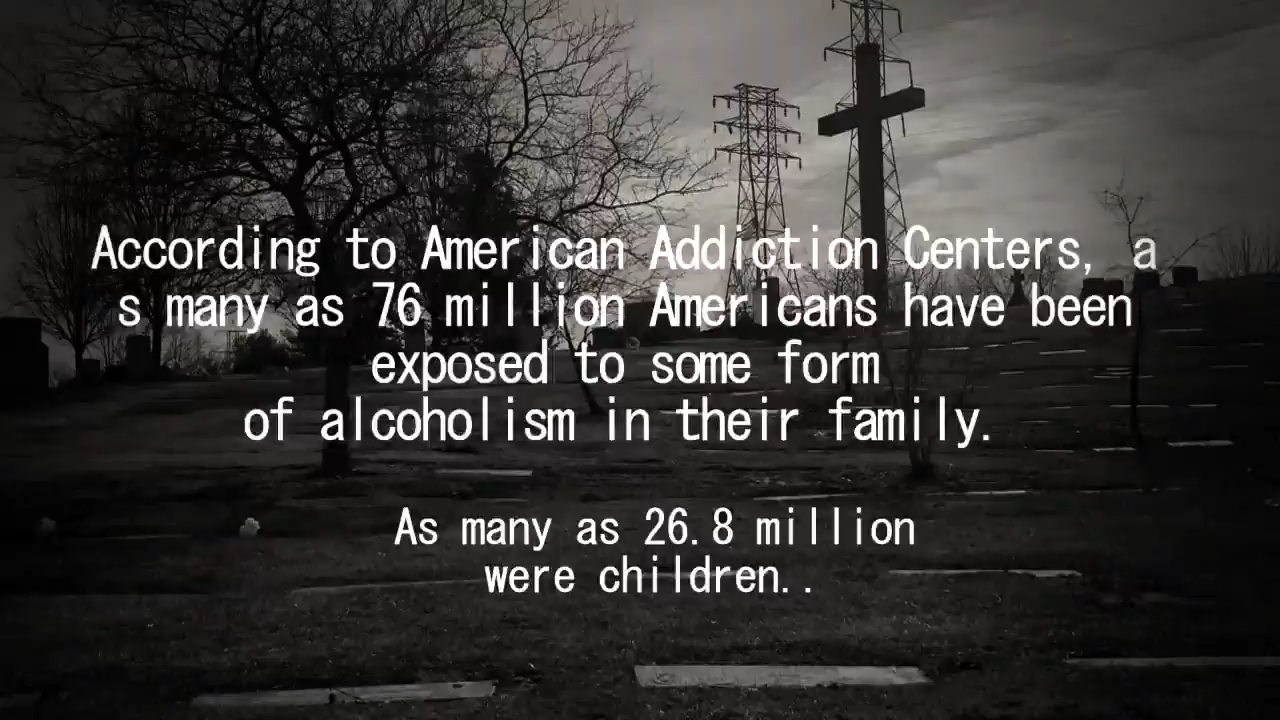 According to American Addiction Centers, a
s many as 76 million Americans have been
exposed to some form
of alcoholism in their family.
As many as 26.8 million
were children..